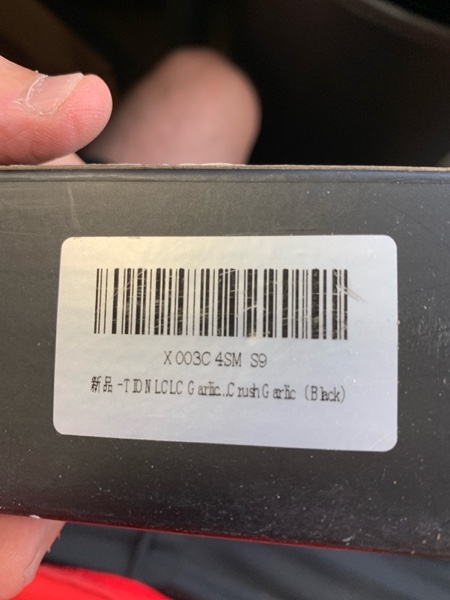 X003C4SMS9
新品 -TIDNLCLC Garlic...Crush Garlic (Black)